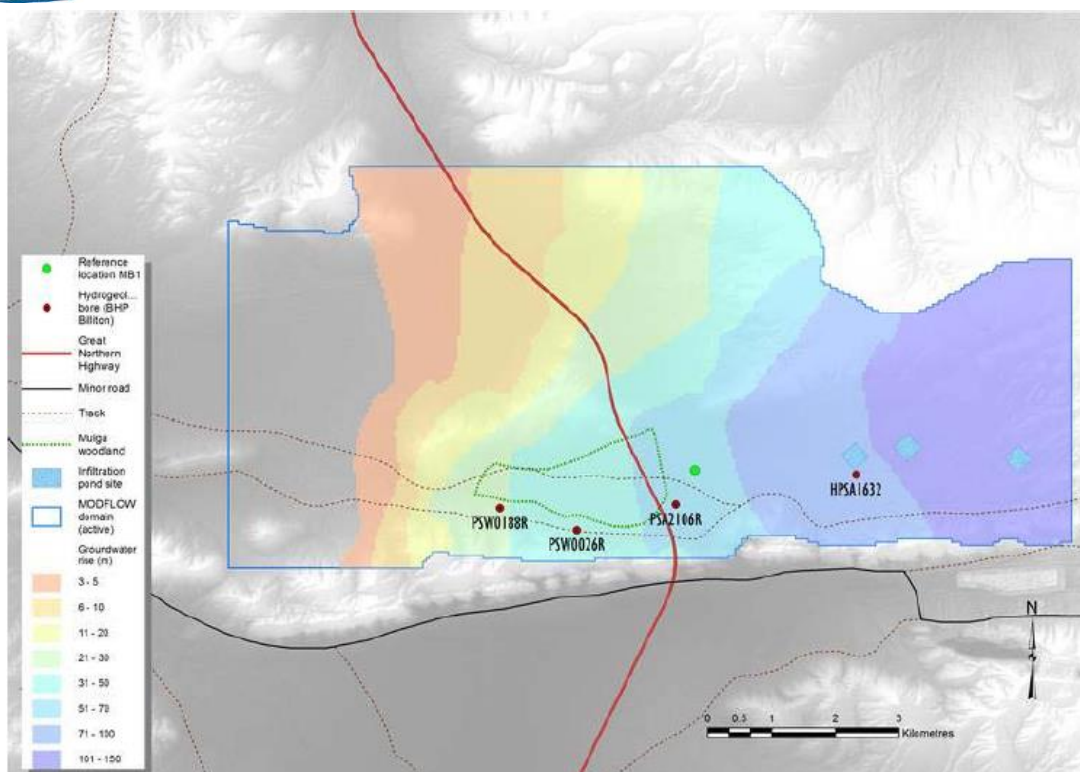 Reference
location MB1
Hydrogeol...
bore (BHP
Billiton)
Great
Northern
Highway
Minor road
Track
Mulga
woodland
Infiltration
pond site
MODFLOW
domain
(active)
Groundwater
rise (m)
3 - 5
6 - 10
11 - 20
21 - 30
31 - 50
51 - 70
71 - 100
101 - 150
PSW0188R
PSW0026R
PSA2106R
HPSA1632
N
0 0.5 1 2 3
Kilometres